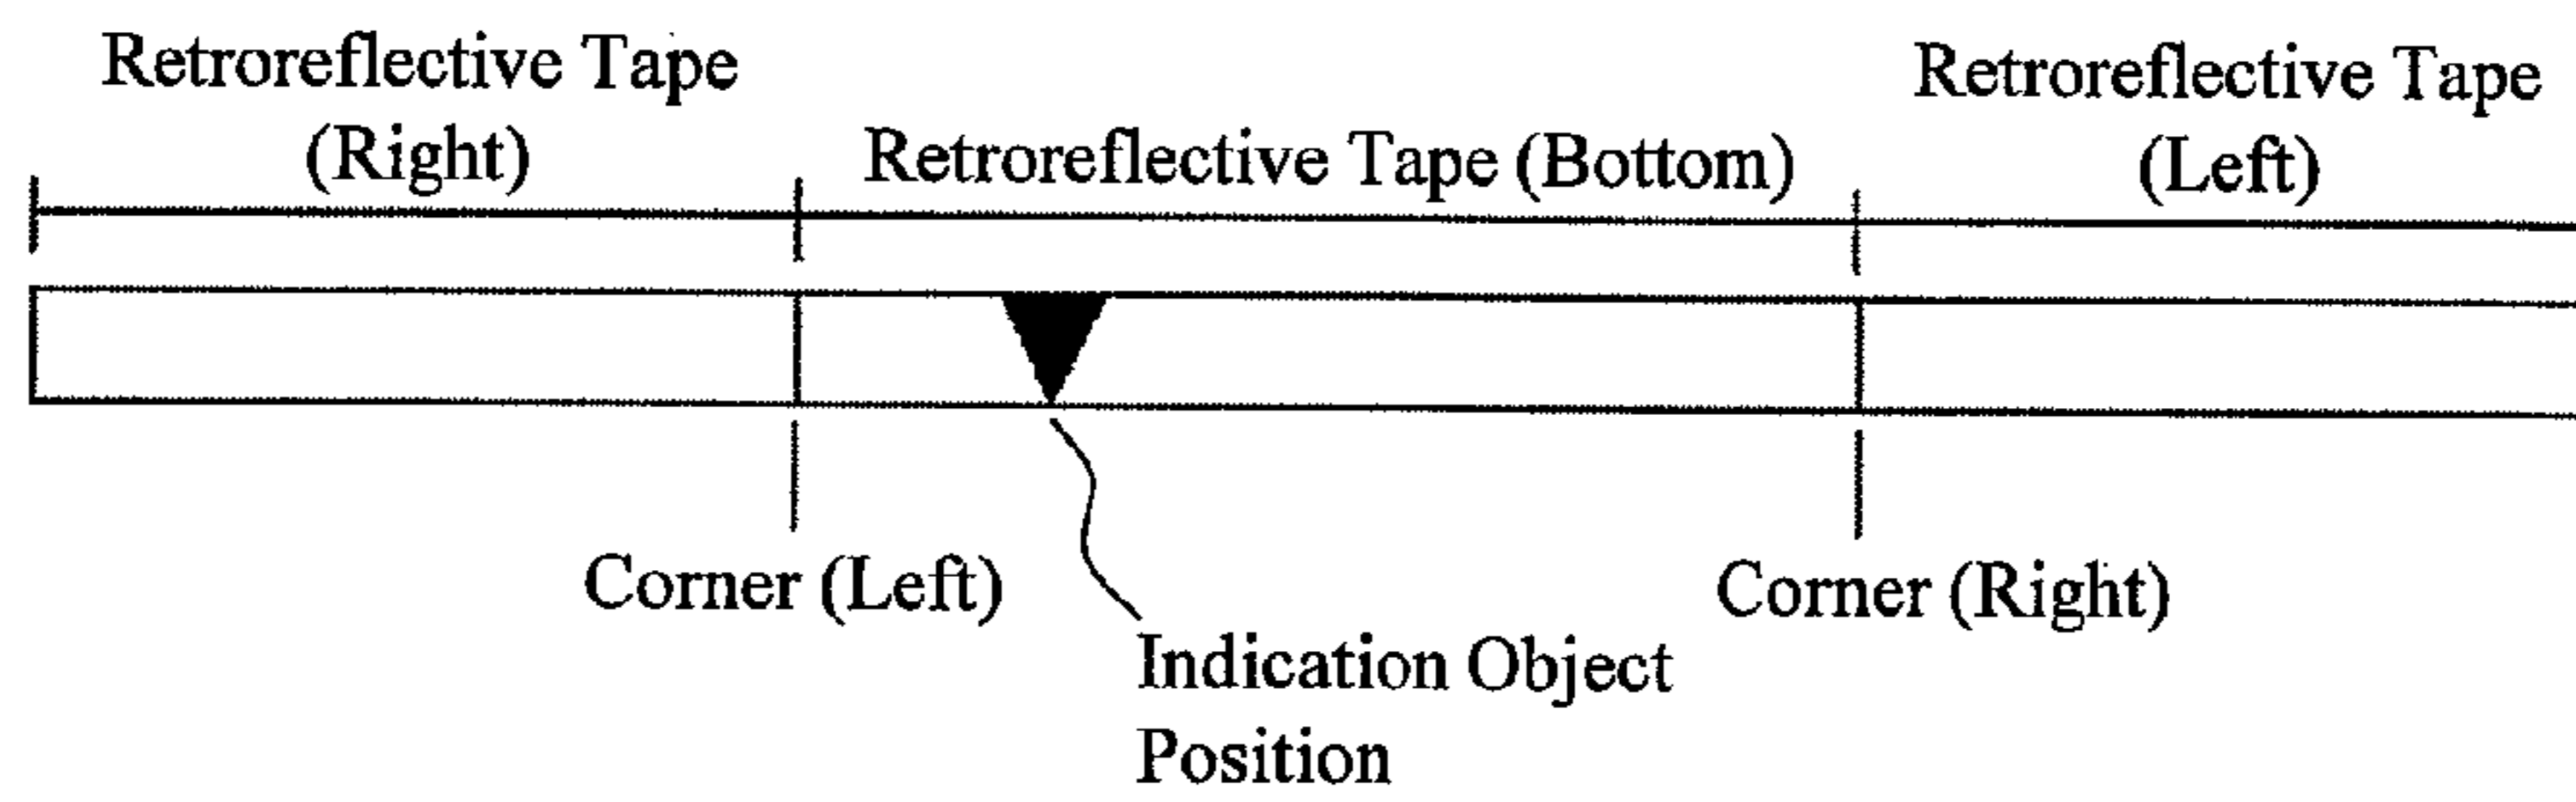 Retroreflective Tape
(Right)
Retroreflective Tape (Bottom)
Retroreflective Tape
(Left)
Corner (Left)
Corner (Right)
Indication Object
Position